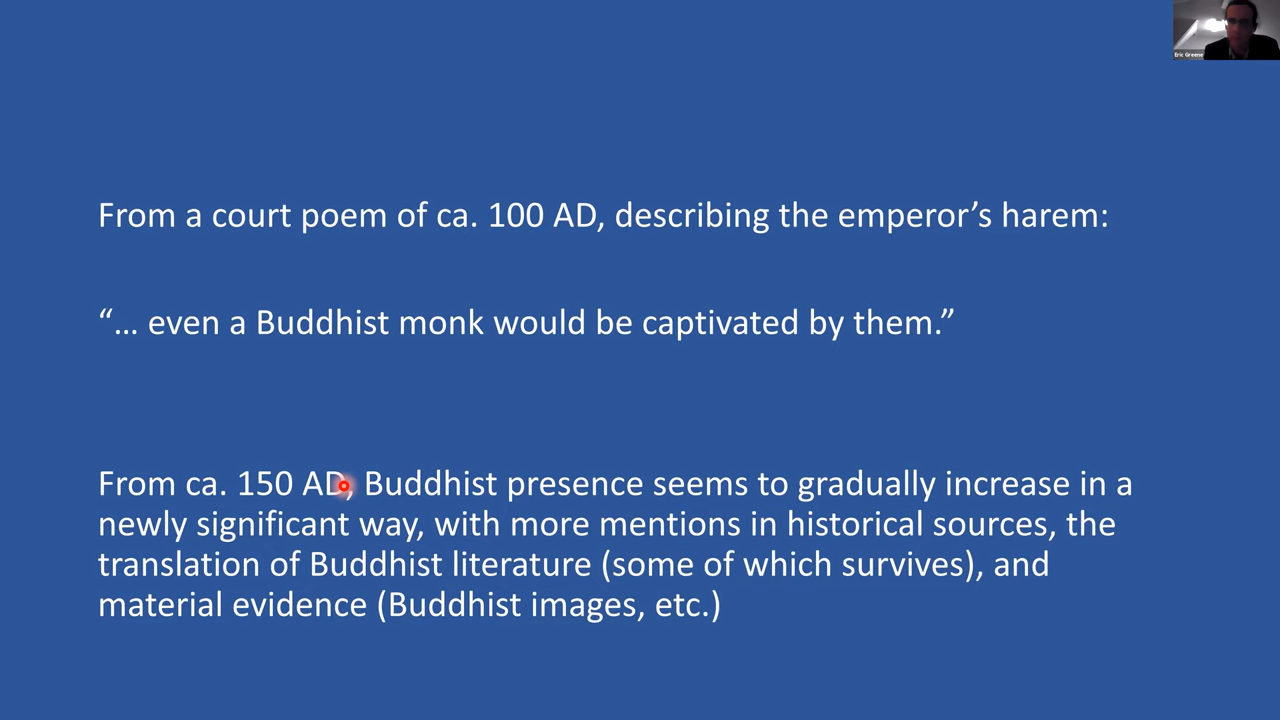 Eric Greene
From a court poem of ca. 100 AD, describing the emperor’s harem:
“… even a Buddhist monk would be captivated by them.”
From ca. 150 AD, Buddhist presence seems to gradually increase in a
newly significant way, with more mentions in historical sources, the
translation of Buddhist literature (some of which survives), and
material evidence (Buddhist images, etc.)